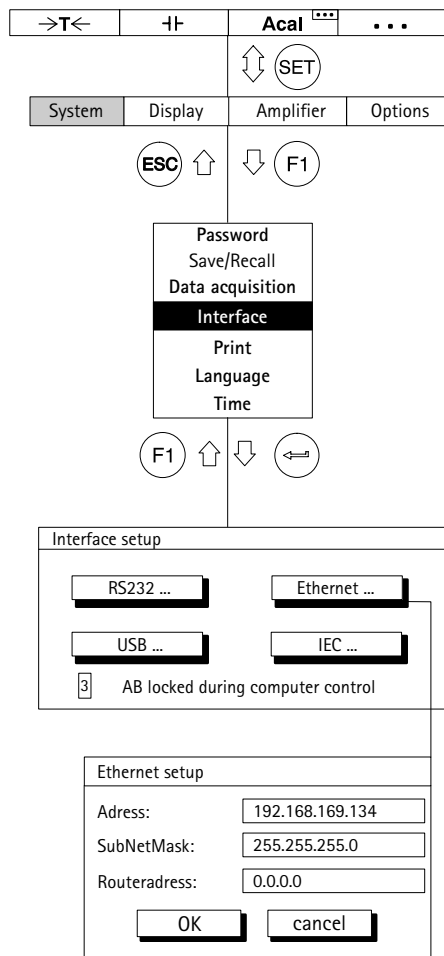 →T← ⊣⊢ Acal ... ...
SET
System Display Amplifier Options
ESC F1
Password
Save/Recall
Data acquisition
Interface
Print
Language
Time
F1
Interface setup
RS232 ... Ethernet ...
USB ... IEC ...
3 AB locked during computer control
Ethernet setup
Adress: 192.168.169.134
SubNetMask: 255.255.255.0
Routeradress: 0.0.0.0
OK cancel